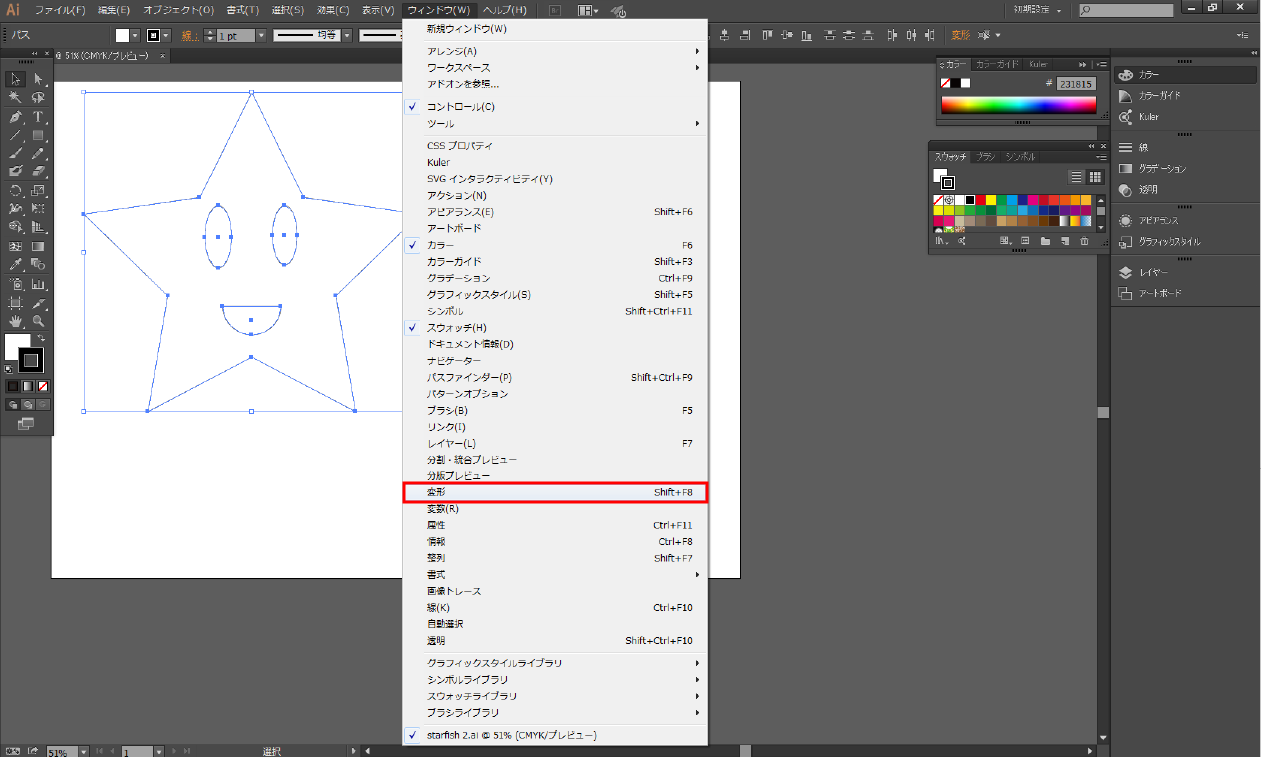 Ai ファイル(F) 編集(E) オブジェクト(O) 書式(T) 選択(S) 効果(C) 表示(V) ウィンドウ(W) ヘルプ(H) Br 初期設定
パス 線: 1 pt 均等 変形
@ 51% (CMYK/プレビュー) ×
新規ウィンドウ(W)
アレンジ(A)
ワークスペース
アドオンを参照...
コントロール(C)
ツール
CSS プロパティ
Kuler
SVG インタラクティビティ(Y)
アクション(N)
アピアランス(E) Shift+F6
アートボード
カラー F6
カラーガイド Shift+F3
グラデーション Ctrl+F9
グラフィックスタイル(S) Shift+F5
シンボル Shift+Ctrl+F11
スウォッチ(H)
ドキュメント情報(D)
ナビゲーター
パスファインダー(P) Shift+Ctrl+F9
パターンオプション
ブラシ(B) F5
リンク(I)
レイヤー(L) F7
分割・統合プレビュー
分版プレビュー
変形 Shift+F8
変数(R)
属性 Ctrl+F11
情報 Ctrl+F8
整列 Shift+F7
書式
画像トレース
線(K) Ctrl+F10
自動選択
透明 Shift+Ctrl+F10
グラフィックスタイルライブラリ
シンボルライブラリ
スウォッチライブラリ
ブラシライブラリ
starfish 2.ai @ 51% (CMYK/プレビュー)
カラー カラーガイド Kuler
# 231815
スウォッチ ブラシ シンボル
カラー
カラーガイド
Kuler
線
グラデーション
透明
アピアランス
グラフィックスタイル
レイヤー
アートボード
51% 1 選択